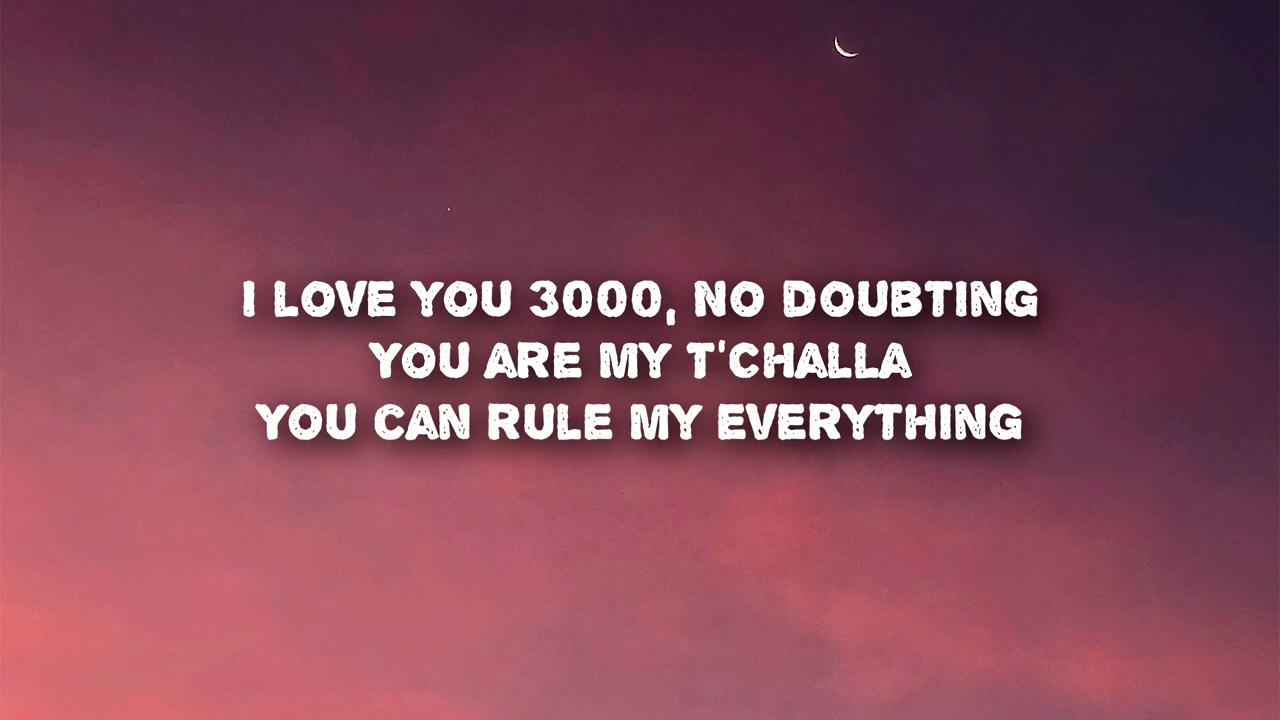 I LOVE YOU 3000, NO DOUBTING
YOU ARE MY T'CHALLA
YOU CAN RULE MY EVERYTHING